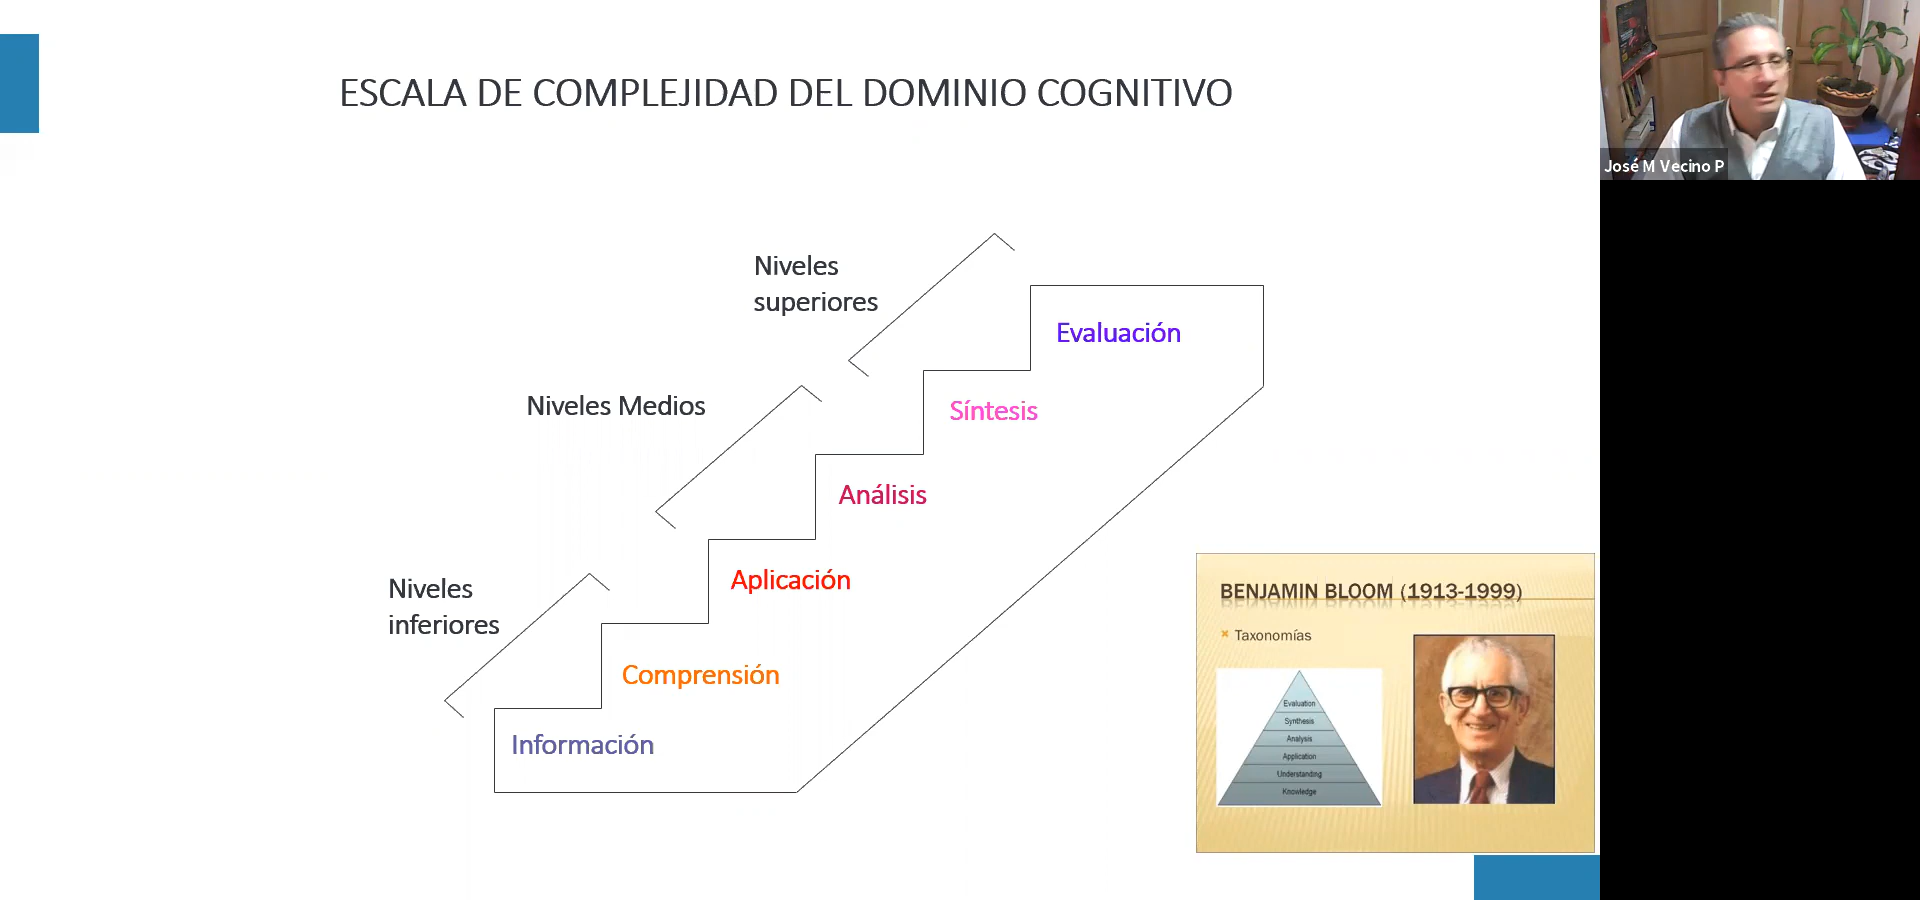 ESCALA DE COMPLEJIDAD DEL DOMINIO COGNITIVO
José M Vecino P
Niveles
superiores
Evaluación
Niveles Medios
Síntesis
Análisis
Niveles
inferiores
Aplicación
Comprensión
Información
BENJAMIN BLOOM (1913-1999)
Taxonomías
Evaluation
Synthesis
Analysis
Application
Understanding
Knowledge